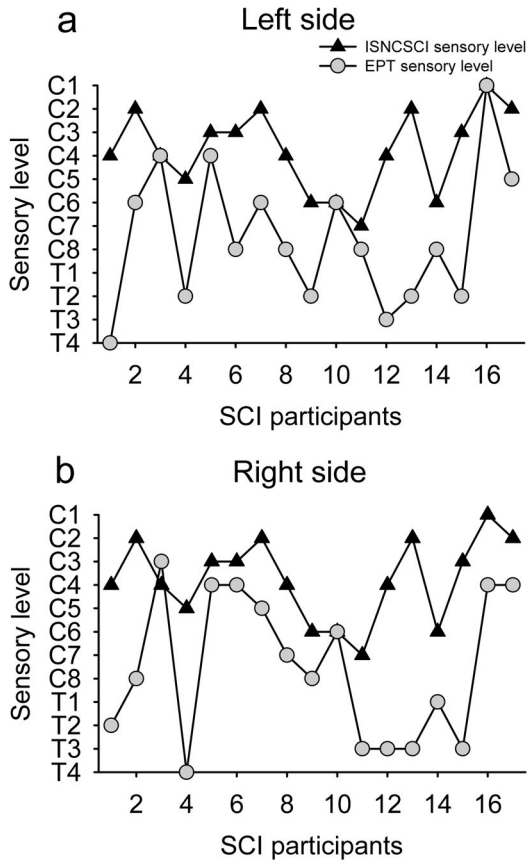 a
Left side
ISNCSCI sensory level
EPT sensory level
Sensory level
C1
C2
C3
C4
C5
C6
C7
C8
T1
T2
T3
T4
2 4 6 8 10 12 14 16
SCI participants
b
Right side
Sensory level
C1
C2
C3
C4
C5
C6
C7
C8
T1
T2
T3
T4
2 4 6 8 10 12 14 16
SCI participants